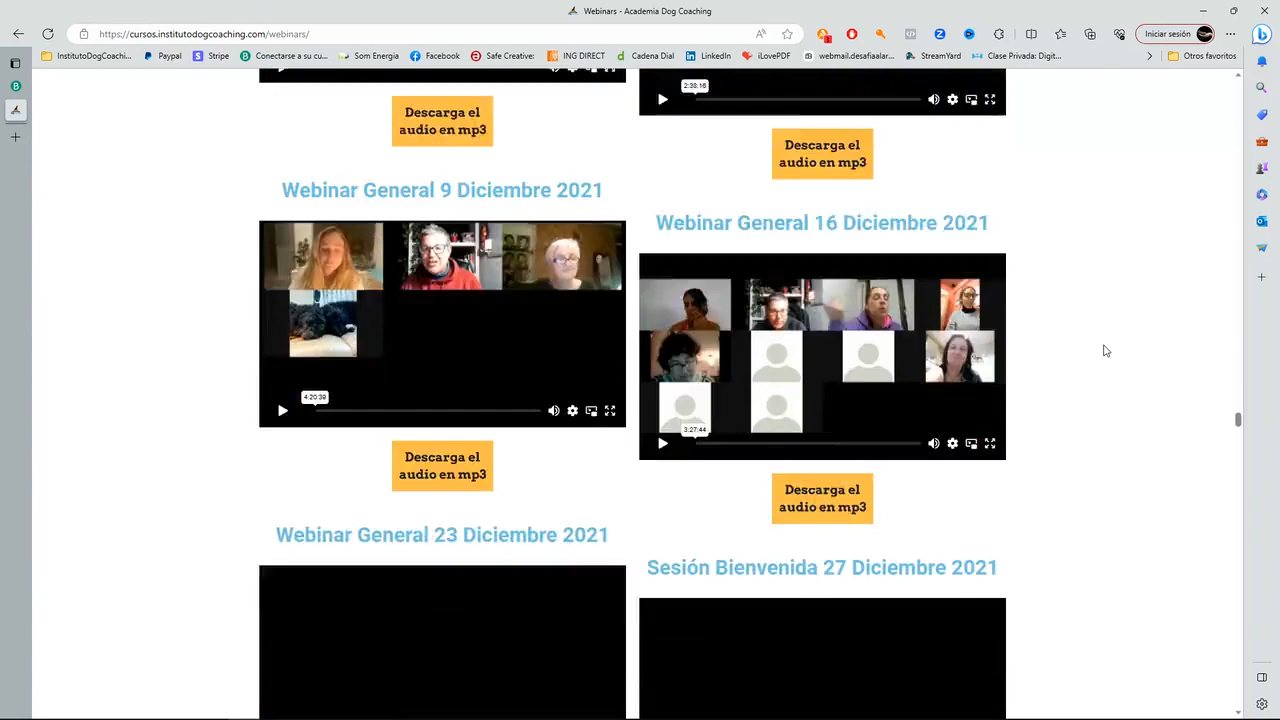 Webinars - Academia Dog Coaching
https://cursos.institutodogcoaching.com/webinars/
Iniciar sesión
InstitutoDogCoachi...
Paypal
Stripe
Conectarse a su c...
Som Energia
Facebook
Safe Creative:
ING DIRECT
Cadena Dial
LinkedIn
iLovePDF
webmail.desafiaalar...
StreamYard
Clase Privada: Digit...
Otros favoritos
2:38:16
Descarga el
audio en mp3
Descarga el
audio en mp3
Webinar General 9 Diciembre 2021
Webinar General 16 Diciembre 2021
4:20:39
3:27:44
Descarga el
audio en mp3
Descarga el
audio en mp3
Webinar General 23 Diciembre 2021
Sesión Bienvenida 27 Diciembre 2021